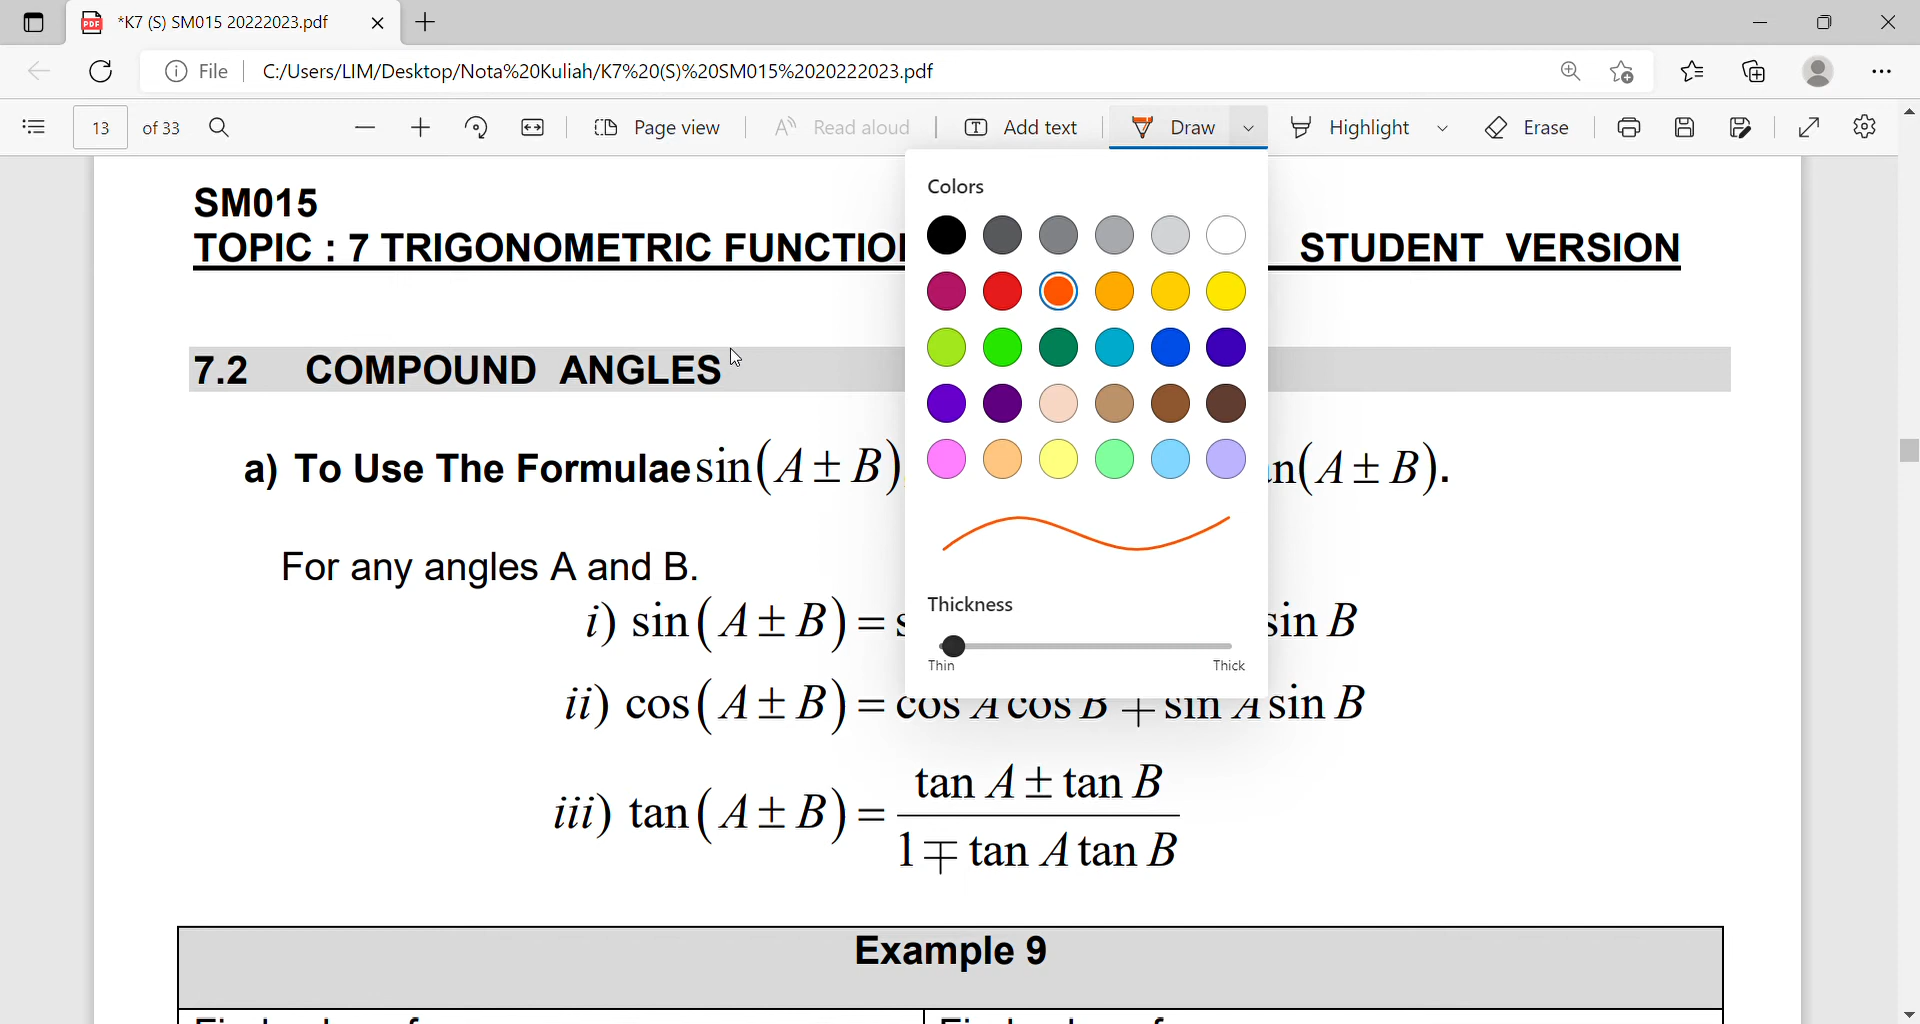 *K7 (S) SM015 20222023.pdf
File C:/Users/LIM/Desktop/Nota%20Kuliah/K7%20(S)%20SM015%2020222023.pdf
13 of 33 Page view Read aloud Add text Draw Highlight Erase
SM015
TOPIC : 7 TRIGONOMETRIC STUDENT VERSION
7.2 COMPOUND ANGLES
a) To Use The Formulae sin(A ± B) (A ± B).
For any angles A and B.
i) sin(A ± B) = sin B
ii) cos(A ± B) = cos A cos B ∓ sin A sin B
iii) tan(A ± B) = tan A ± tan B
1 ∓ tan A tan B
Example 9
Colors
Thickness
Thin Thick